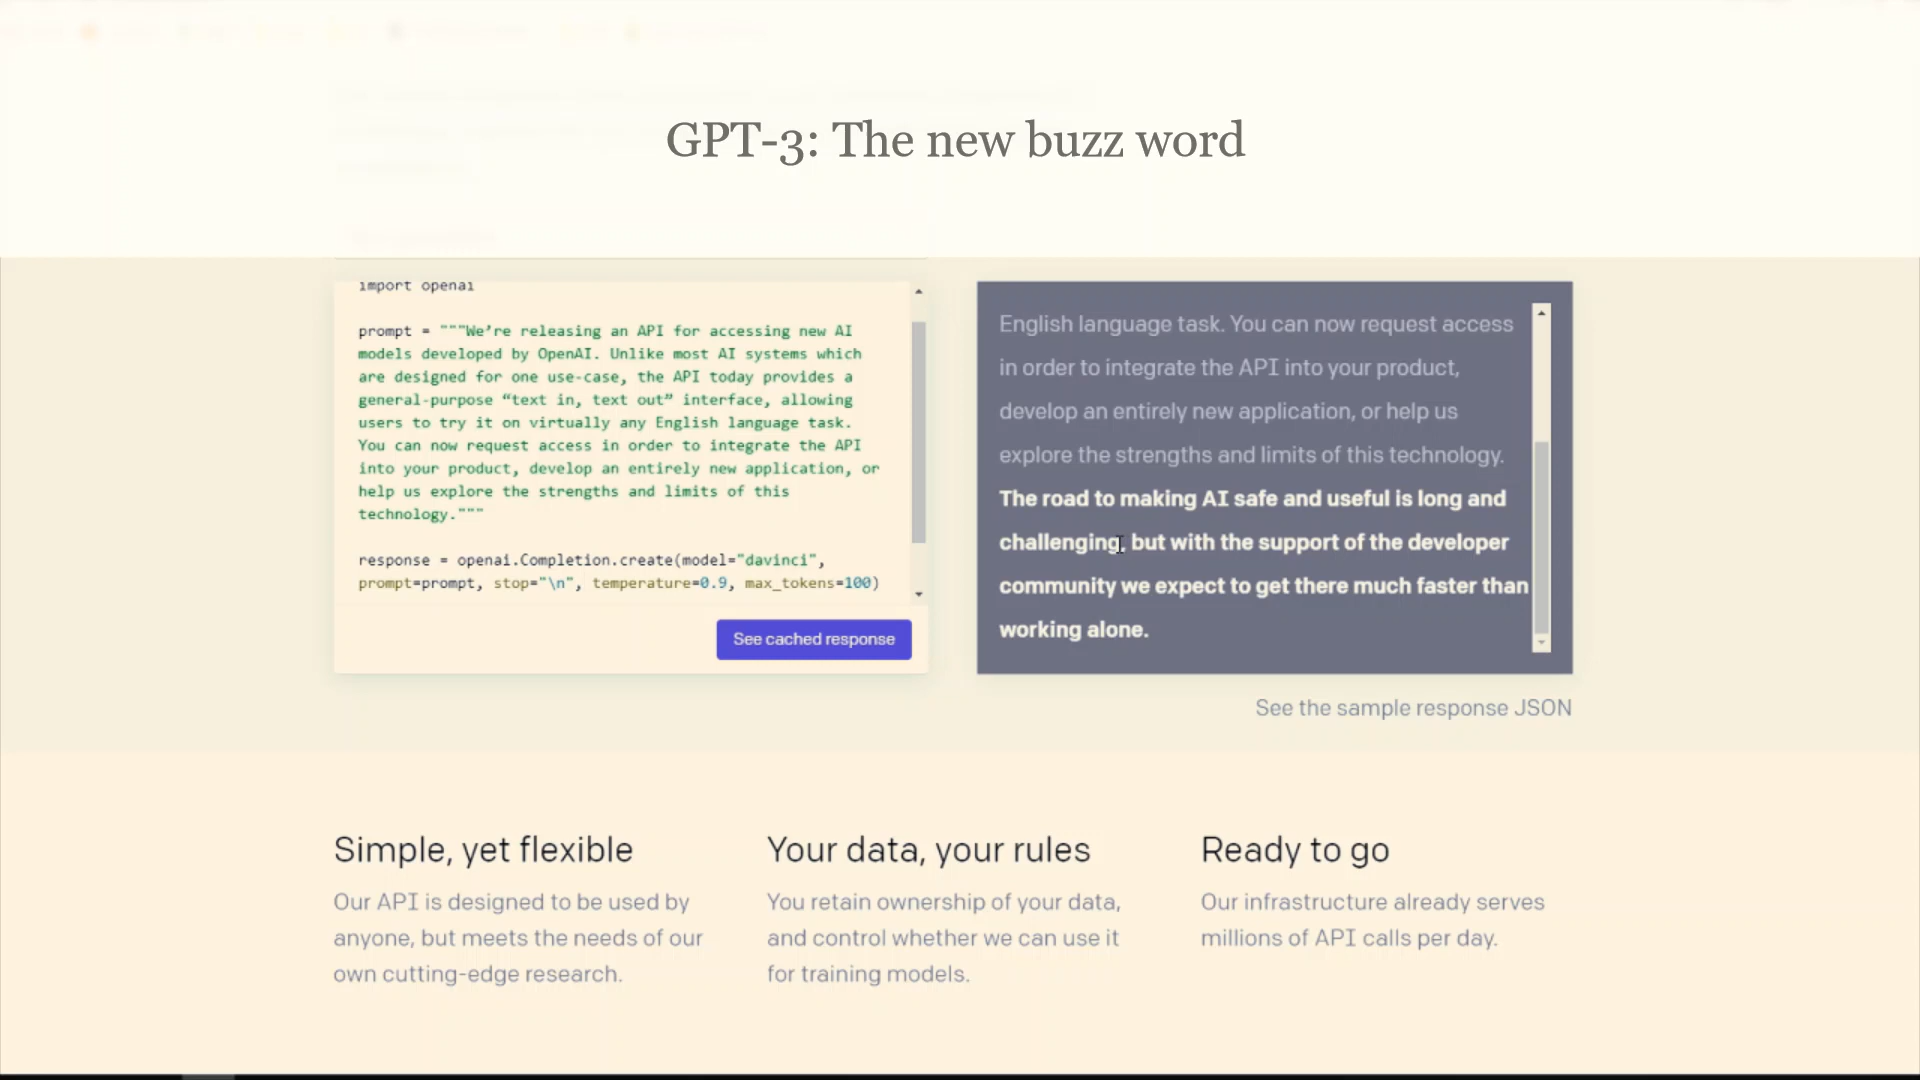 GPT-3: The new buzz word
import openai
prompt = """We’re releasing an API for accessing new AI
models developed by OpenAI. Unlike most AI systems which
are designed for one use-case, the API today provides a
general-purpose “text in, text out” interface, allowing
users to try it on virtually any English language task.
You can now request access in order to integrate the API
into your product, develop an entirely new application, or
help us explore the strengths and limits of this
technology."""
response = openai.Completion.create(model="davinci",
prompt=prompt, stop="\n", temperature=0.9, max_tokens=100)
See cached response
English language task. You can now request access
in order to integrate the API into your product,
develop an entirely new application, or help us
explore the strengths and limits of this technology.
The road to making AI safe and useful is long and
challenging, but with the support of the developer
community we expect to get there much faster than
working alone.
See the sample response JSON
Simple, yet flexible
Our API is designed to be used by
anyone, but meets the needs of our
own cutting-edge research.
Your data, your rules
You retain ownership of your data,
and control whether we can use it
for training models.
Ready to go
Our infrastructure already serves
millions of API calls per day.